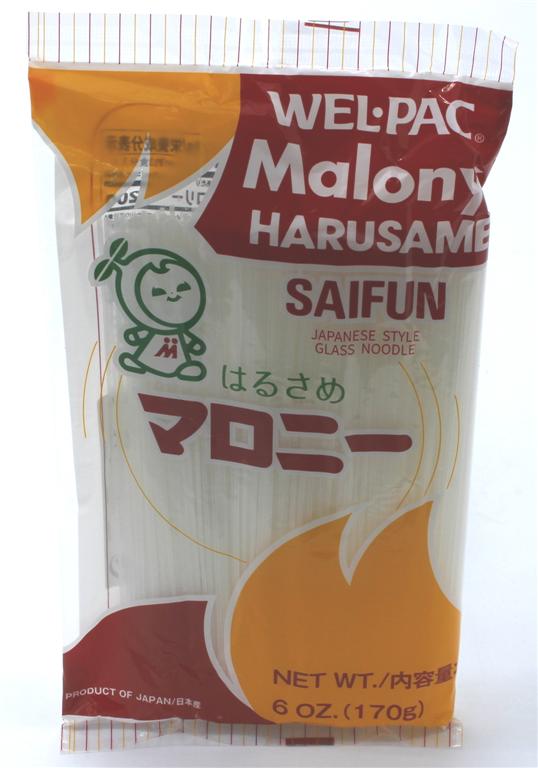 WEL•PAC®
Malony
HARUSAME
SAIFUN
JAPANESE STYLE
GLASS NOODLE
M
はるさめ
マロニー
NET WT./内容量
6 OZ.(170g)
PRODUCT OF JAPAN/日本産